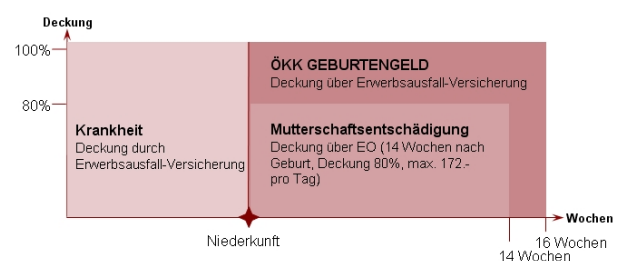 Deckung
100%
80%
ÖKK GEBURTENGELD
Deckung über Erwerbsausfall-Versicherung
Krankheit
Deckung durch
Erwerbsausfall-Versicherung
Mutterschaftsentschädigung
Deckung über EO (14 Wochen nach
Geburt, Deckung 80%, max. 172.-
pro Tag)
Wochen
Niederkunft
16 Wochen
14 Wochen